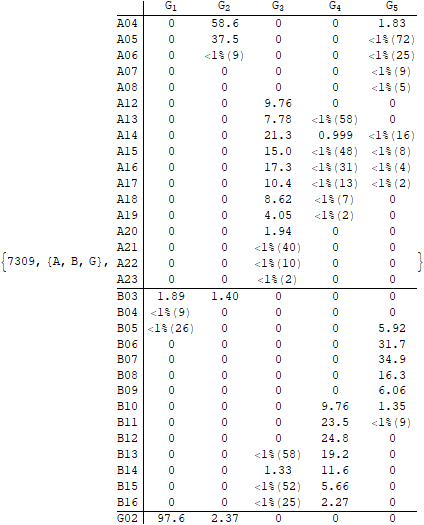 G1 G2 G3 G4 G5
A04 0 58.6 0 0 1.83
A05 0 37.5 0 0 <1%(72)
A06 0 <1%(9) 0 0 <1%(25)
A07 0 0 0 0 <1%(9)
A08 0 0 0 0 <1%(5)
A12 0 0 9.76 0 0
A13 0 0 7.78 <1%(58) 0
A14 0 0 21.3 0.999 <1%(16)
A15 0 0 15.0 <1%(48) <1%(8)
A16 0 0 17.3 <1%(31) <1%(4)
A17 0 0 10.4 <1%(13) <1%(2)
A18 0 0 8.62 <1%(7) 0
A19 0 0 4.05 <1%(2) 0
A20 0 0 1.94 0 0
A21 0 0 <1%(40) 0 0
{7309, {A, B, G}, A22 0 0 <1%(10) 0 0 }
A23 0 0 <1%(2) 0 0
B03 1.89 1.40 0 0 0
B04 <1%(9) 0 0 0 0
B05 <1%(26) 0 0 0 5.92
B06 0 0 0 0 31.7
B07 0 0 0 0 34.9
B08 0 0 0 0 16.3
B09 0 0 0 0 6.06
B10 0 0 0 9.76 1.35
B11 0 0 0 23.5 <1%(9)
B12 0 0 0 24.8 0
B13 0 0 <1%(58) 19.2 0
B14 0 0 1.33 11.6 0
B15 0 0 <1%(52) 5.66 0
B16 0 0 <1%(25) 2.27 0
G02 97.6 2.37 0 0 0